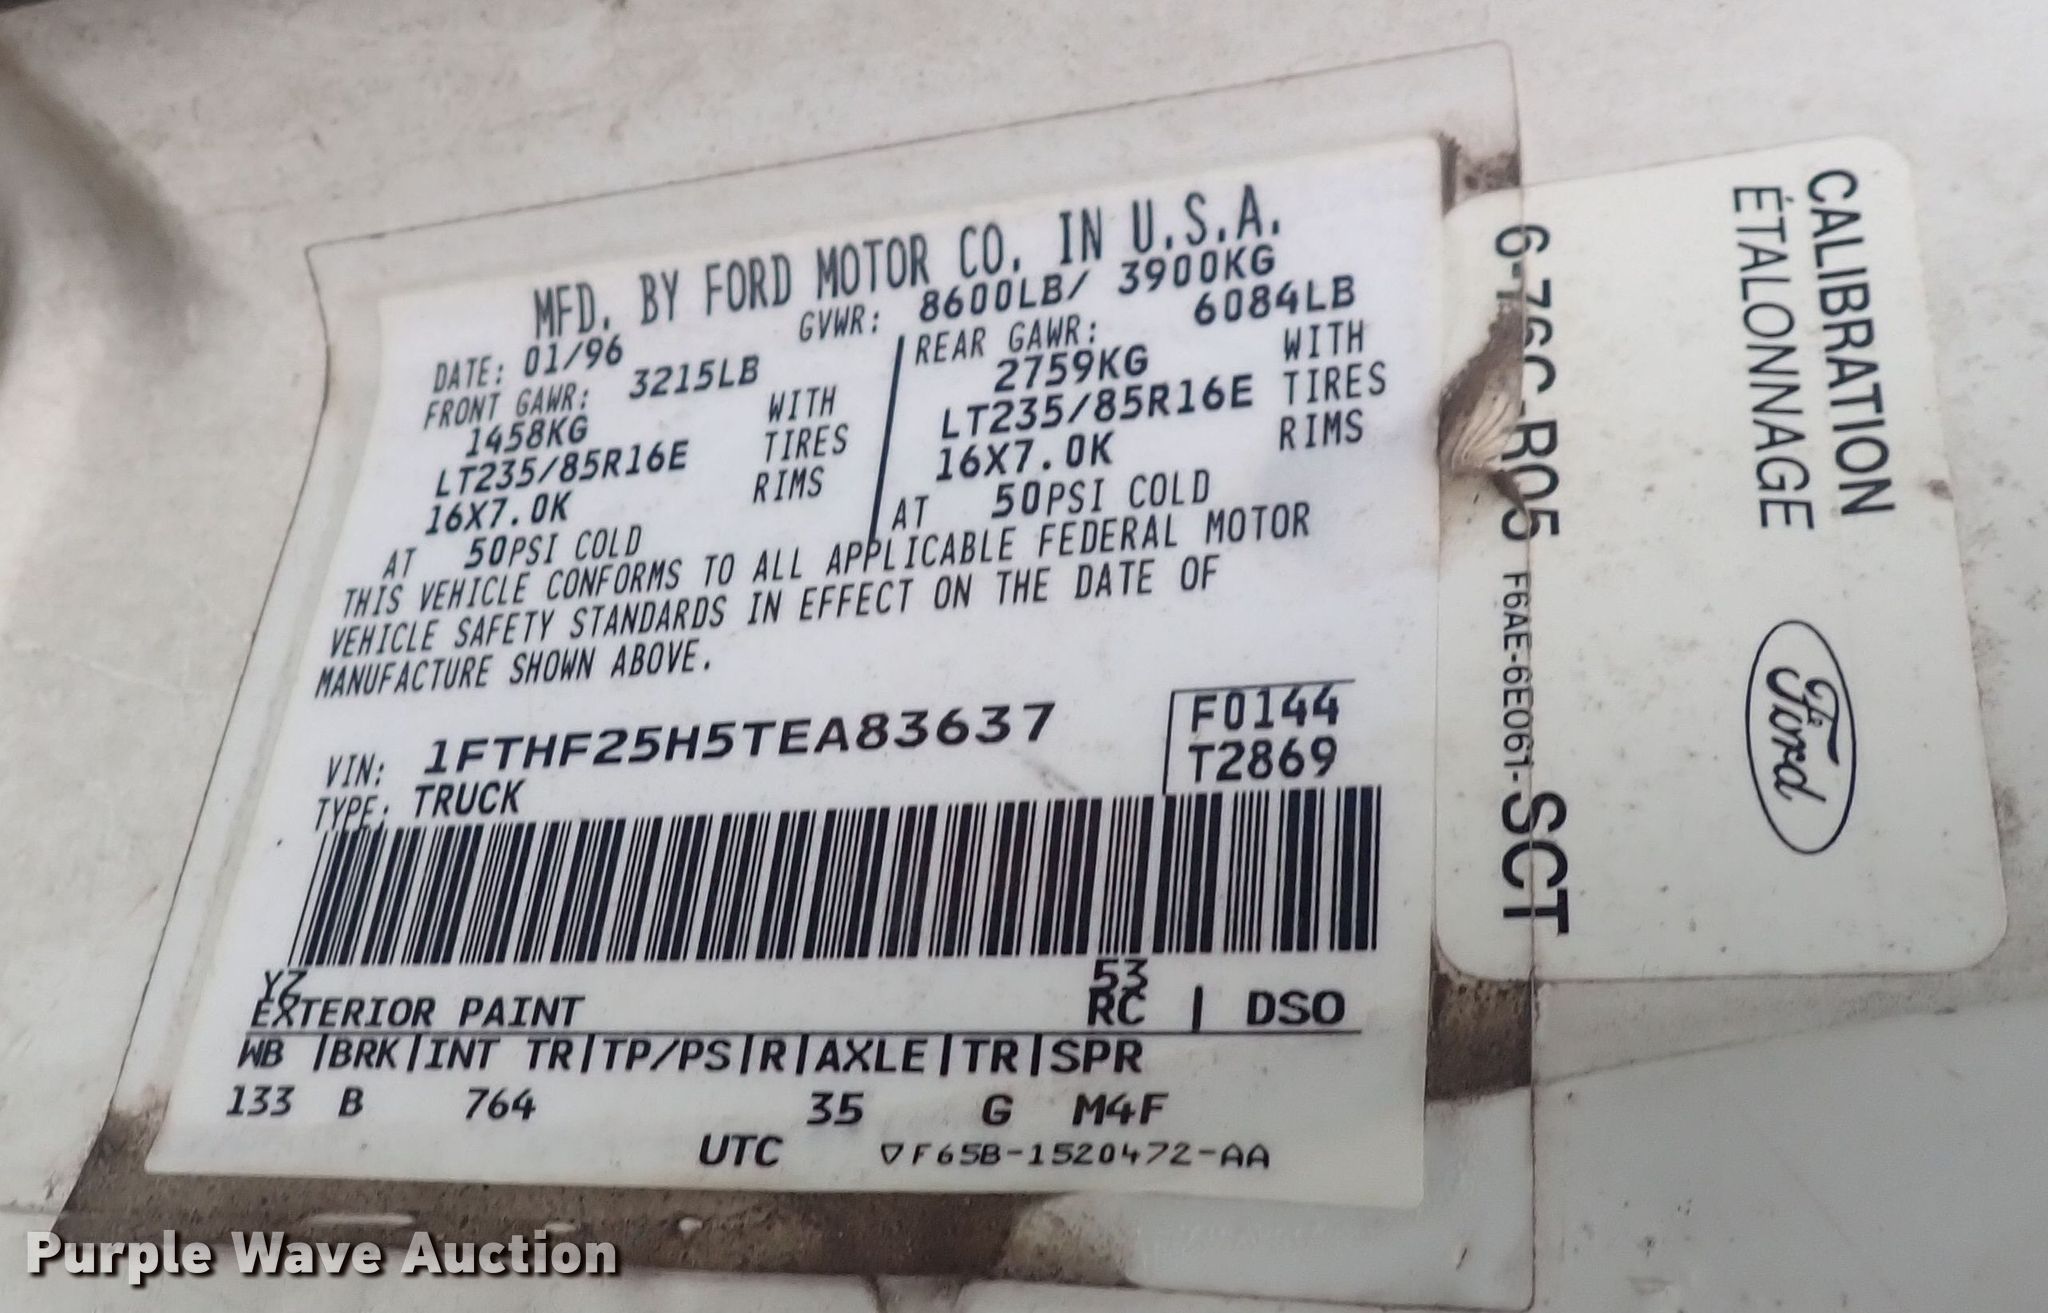 MFD. BY FORD MOTOR CO. IN U.S.A.
DATE: 01/96 GVWR: 8600LB/ 3900KG
FRONT GAWR: 3215LB
1458KG WITH
LT235/85R16E TIRES
16X7.0K RIMS
AT 50PSI COLD
REAR GAWR: 6084LB
2759KG WITH
LT235/85R16E TIRES
16X7.0K RIMS
AT 50PSI COLD
THIS VEHICLE CONFORMS TO ALL APPLICABLE FEDERAL MOTOR
VEHICLE SAFETY STANDARDS IN EFFECT ON THE DATE OF
MANUFACTURE SHOWN ABOVE.
VIN: 1FTHF25H5TEA83637
TYPE: TRUCK
F0144
T2869
YZ 53
EXTERIOR PAINT RC | DSO
WB |BRK|INT TR|TP/PS|R|AXLE|TR|SPR
133 B 764 35 G M4F
UTC ▽F65B-1520472-AA
CALIBRATION
ÉTALONNAGE
Ford
F6AE-6E061-SCT
Purple Wave Auction